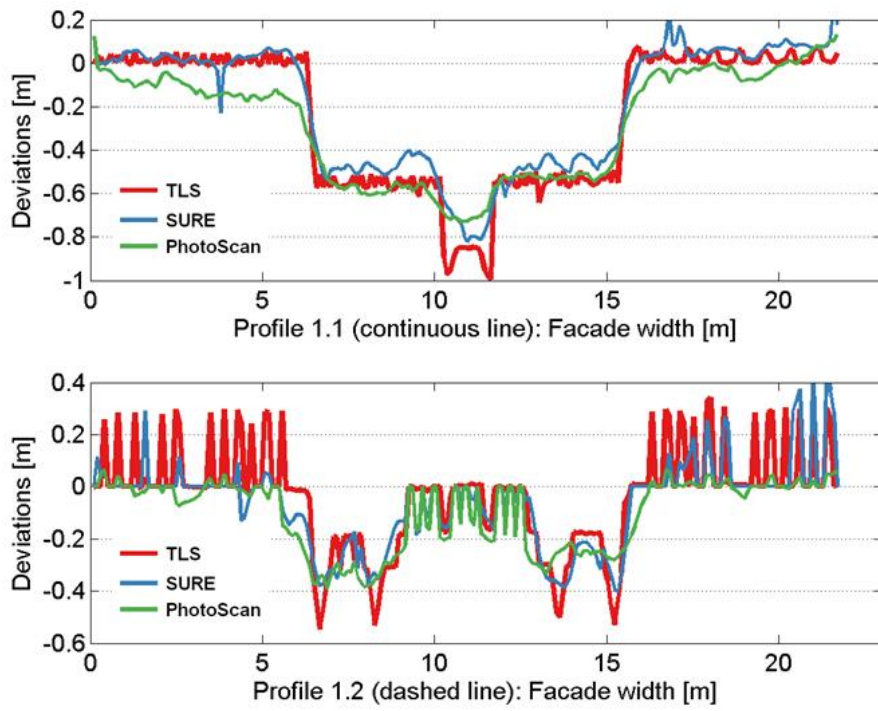 0.2
0
-0.2
-0.4
-0.6
-0.8
-1
Deviations [m]
TLS
SURE
PhotoScan
0 5 10 15 20
Profile 1.1 (continuous line): Facade width [m]
0.4
0.2
0
-0.2
-0.4
-0.6
Deviations [m]
TLS
SURE
PhotoScan
0 5 10 15 20
Profile 1.2 (dashed line): Facade width [m]